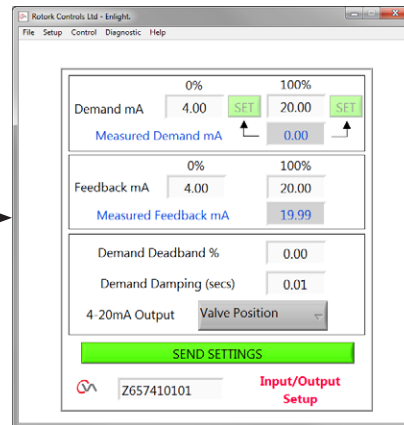 Rotork Controls Ltd - Enlight.
File Setup Control Diagnostic Help
0% 100%
Demand mA 4.00 SET 20.00 SET
Measured Demand mA 0.00
0% 100%
Feedback mA 4.00 20.00
Measured Feedback mA 19.99
Demand Deadband % 0.00
Demand Damping (secs) 0.01
4-20mA Output Valve Position
SEND SETTINGS
Z657410101 Input/Output
Setup